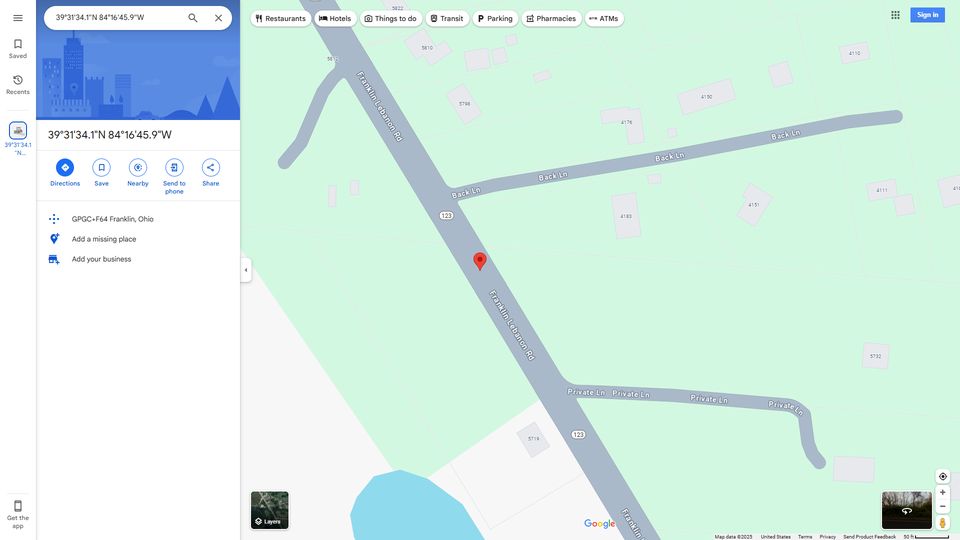 39°31'34.1"N 84°16'45.9"W
Restaurants
Hotels
Things to do
Transit
Parking
Pharmacies
ATMs
Sign in
Saved
Recents
39°31'34.1
"N...
39°31'34.1"N 84°16'45.9"W
Directions
Save
Nearby
Send to
phone
Share
GPGC+F64 Franklin, Ohio
Add a missing place
Add your business
Get the
app
5822
5810
5798
4176
4150
4110
Franklin Lebanon Rd
Back Ln
Back Ln
Back Ln
Back Ln
123
4183
4151
4111
Franklin Lebanon Rd
5732
Private Ln
Private Ln
Private Ln
Private Ln
123
5719
Layers
Google
Map data ©2025
United States
Terms
Privacy
Send Product Feedback
50 ft